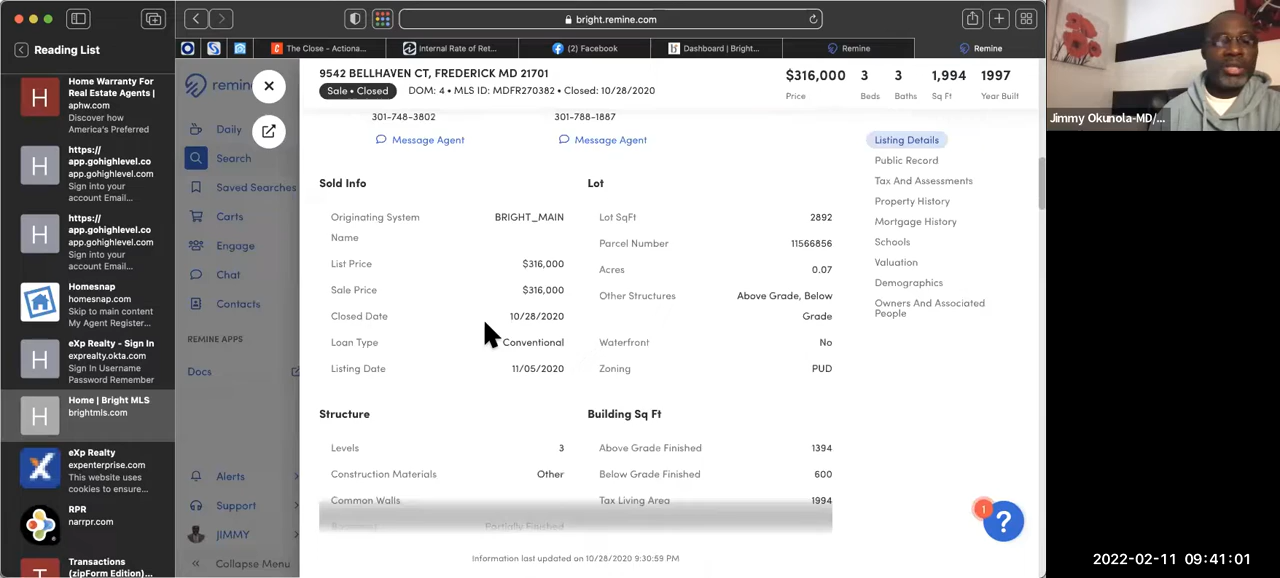 bright.remine.com
The Close - Actiona...
Internal Rate of Ret...
(2) Facebook
Dashboard | Bright...
Remine
Remine
Reading List
H
Home Warranty For
Real Estate Agents |
aphw.com
Discover how
America's Preferred
H
https://
app.gohighlevel.co
app.gohighlevel.co
Sign into your
account Email...
H
https://
app.gohighlevel.co
app.gohighlevel.com
Sign into your
account Email...
Homesnap
homesnap.com
Skip to main content
My Agent Register...
H
eXp Realty - Sign In
exprealty.okta.com
Sign In Username
Password Remember
H
Home | Bright MLS
brightmls.com
eXp Realty
expenterprise.com
This website uses
cookies to ensure...
RPR
narrpr.com
Transactions
(zipForm Edition)...
remine
Daily
Search
Saved Searches
Carts
Engage
Chat
Contacts
REMINE APPS
Docs
Alerts
Support
JIMMY
Collapse Menu
9542 BELLHAVEN CT, FREDERICK MD 21701
Sale • Closed DOM: 4 • MLS ID: MDFR270382 • Closed: 10/28/2020
$316,000 3 3 1,994 1997
Price Beds Baths Sq Ft Year Built
301-748-3802 301-788-1887
Message Agent Message Agent
Sold Info
Originating System BRIGHT_MAIN
Name
List Price $316,000
Sale Price $316,000
Closed Date 10/28/2020
Loan Type Conventional
Listing Date 11/05/2020
Lot
Lot SqFt 2892
Parcel Number 11566856
Acres 0.07
Other Structures Above Grade, Below
Grade
Waterfront No
Zoning PUD
Structure
Levels 3
Construction Materials Other
Common Walls
Basement Partially Finished
Building Sq Ft
Above Grade Finished 1394
Below Grade Finished 600
Tax Living Area 1994
Information last updated on 10/28/2020 9:30:59 PM
Listing Details
Public Record
Tax And Assessments
Property History
Mortgage History
Schools
Valuation
Demographics
Owners And Associated
People
1
?
Jimmy Okunola-MD/...
2022-02-11 09:41:01